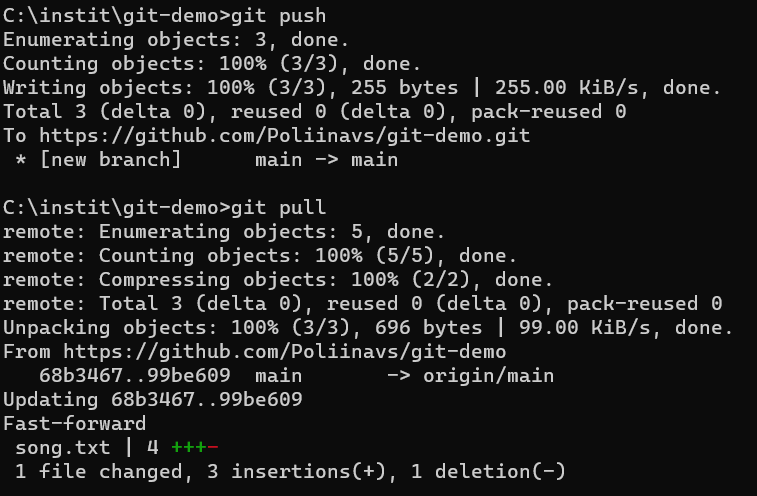 C:\instit\git-demo>git push
Enumerating objects: 3, done.
Counting objects: 100% (3/3), done.
Writing objects: 100% (3/3), 255 bytes | 255.00 KiB/s, done.
Total 3 (delta 0), reused 0 (delta 0), pack-reused 0
To https://github.com/Poliinavs/git-demo.git
 * [new branch]      main -> main

C:\instit\git-demo>git pull
remote: Enumerating objects: 5, done.
remote: Counting objects: 100% (5/5), done.
remote: Compressing objects: 100% (2/2), done.
remote: Total 3 (delta 0), reused 0 (delta 0), pack-reused 0
Unpacking objects: 100% (3/3), 696 bytes | 99.00 KiB/s, done.
From https://github.com/Poliinavs/git-demo
   68b3467..99be609  main       -> origin/main
Updating 68b3467..99be609
Fast-forward
 song.txt | 4 +++-
 1 file changed, 3 insertions(+), 1 deletion(-)